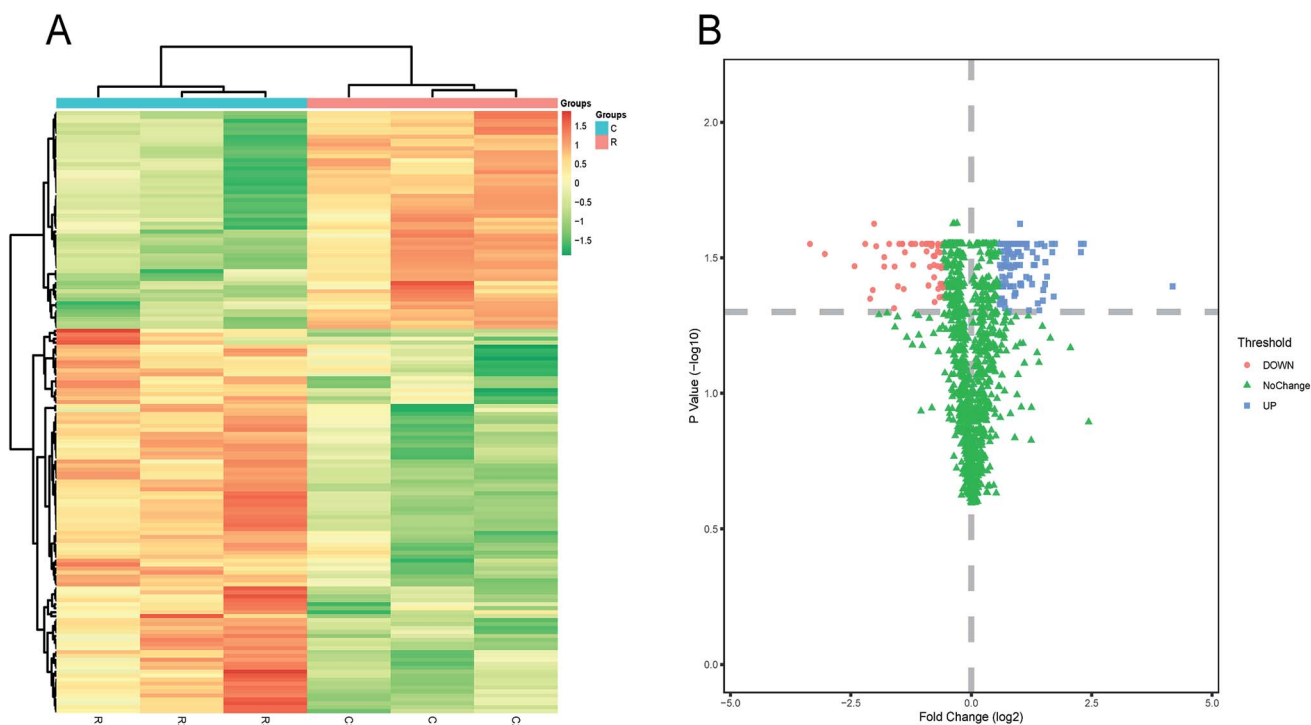 A
Groups
1.5
1
0.5
0
−0.5
−1
−1.5
Groups
C
R
R
R
R
C
C
C
B
P Value (−log10)
2.0
1.5
1.0
0.5
0.0
−5.0
−2.5
0.0
2.5
5.0
Fold Change (log2)
Threshold
DOWN
NoChange
UP